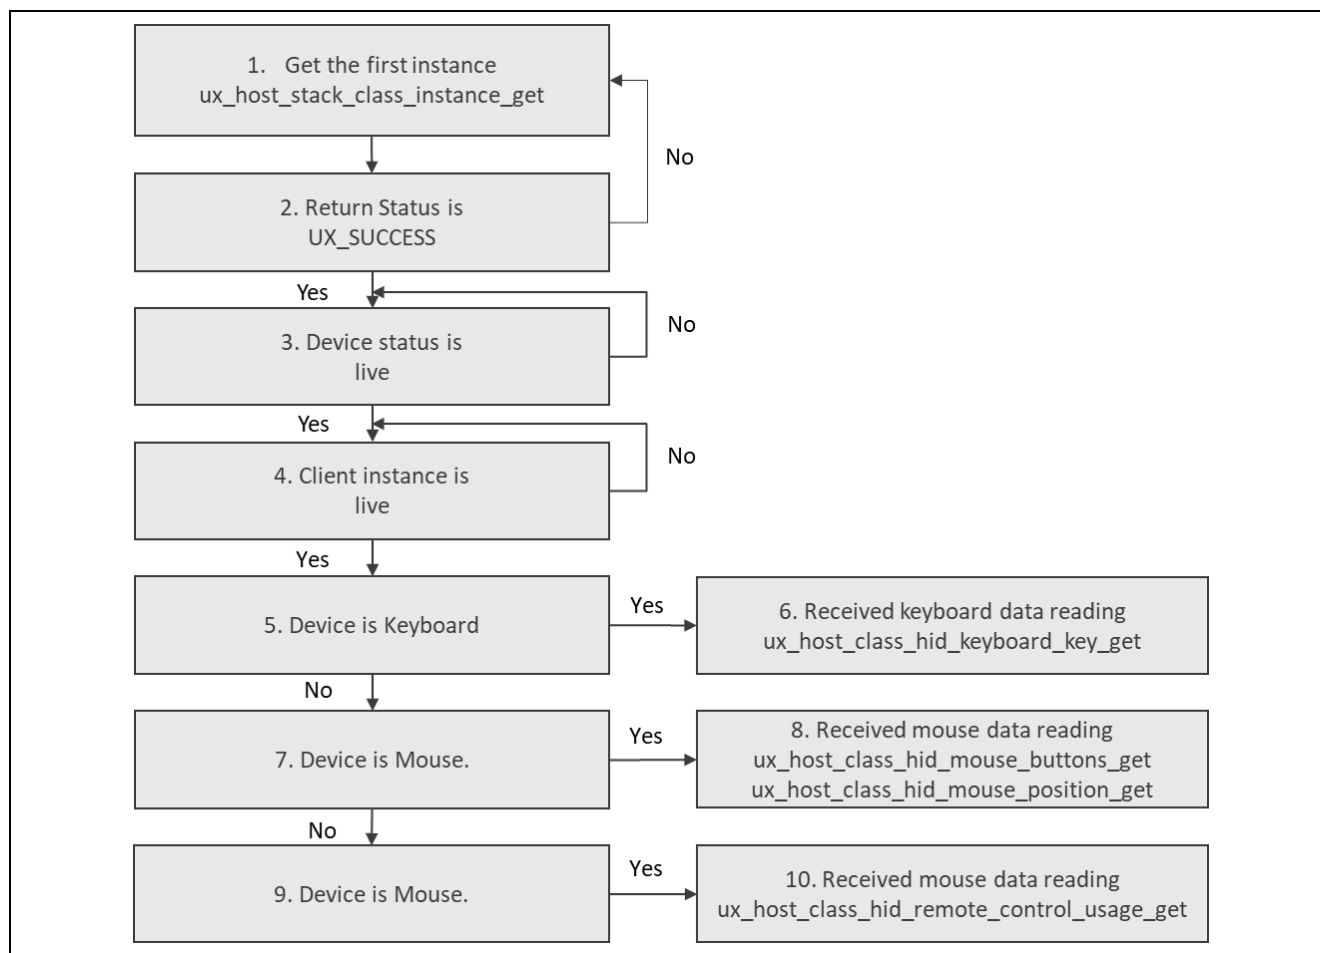 1. Get the first instance
ux_host_stack_class_instance_get
No
2. Return Status is
UX_SUCCESS
Yes
No
3. Device status is
live
Yes
No
4. Client instance is
live
Yes
5. Device is Keyboard
Yes
6. Received keyboard data reading
ux_host_class_hid_keyboard_key_get
No
7. Device is Mouse.
Yes
8. Received mouse data reading
ux_host_class_hid_mouse_buttons_get
ux_host_class_hid_mouse_position_get
No
9. Device is Mouse.
Yes
10. Received mouse data reading
ux_host_class_hid_remote_control_usage_get